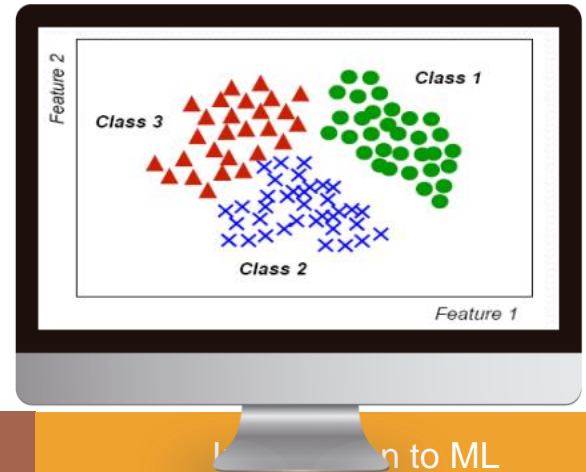 Feature 2
Class 1
Class 3
Class 2
Feature 1
to ML